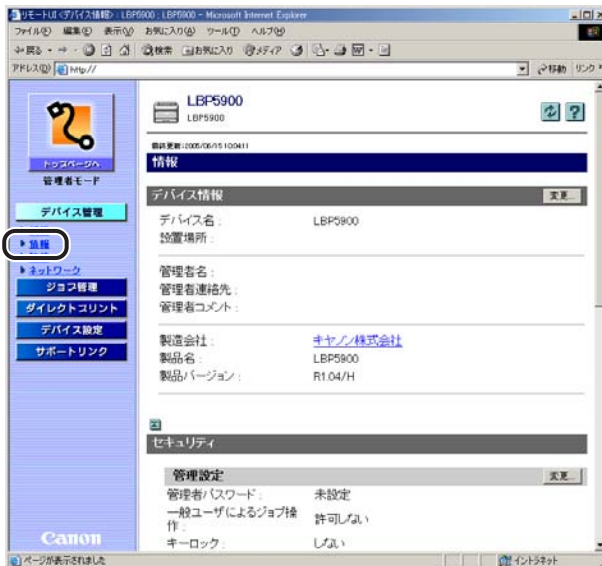 リモートUI <デバイス情報> : LBP5900 : LBP5900 - Microsoft Internet Explorer
ファイル(F) 編集(E) 表示(V) お気に入り(A) ツール(T) ヘルプ(H)
戻る 検索 お気に入り メディア
アドレス(D) http:// 移動 リンク
LBP5900
LBP5900
最終更新:2005/06/15 10:04:11
トップページへ
管理者モード
情報
デバイス管理
情報
ネットワーク
ジョブ管理
ダイレクトプリント
デバイス設定
サポートリンク
デバイス情報 変更...
デバイス名 : LBP5900
設置場所 :
管理者名 :
管理者連絡先 :
管理者コメント :
製造会社 : キヤノン株式会社
製品名 : LBP5900
製品バージョン : R1.04/H
セキュリティ
管理設定 変更...
管理者パスワード : 未設定
一般ユーザによるジョブ操作 : 許可しない
キーロック : しない
Canon
ページが表示されました イントラネット